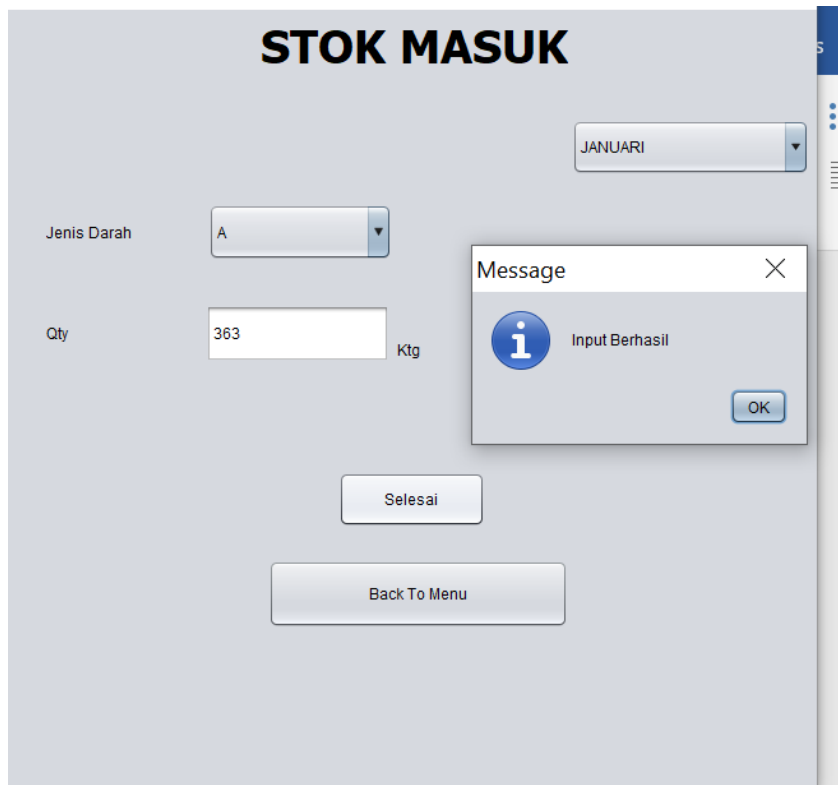 STOK MASUK
s
JANUARI
Jenis Darah
A
Message
Qty
363
Ktg
Input Berhasil
OK
Selesai
Back To Menu